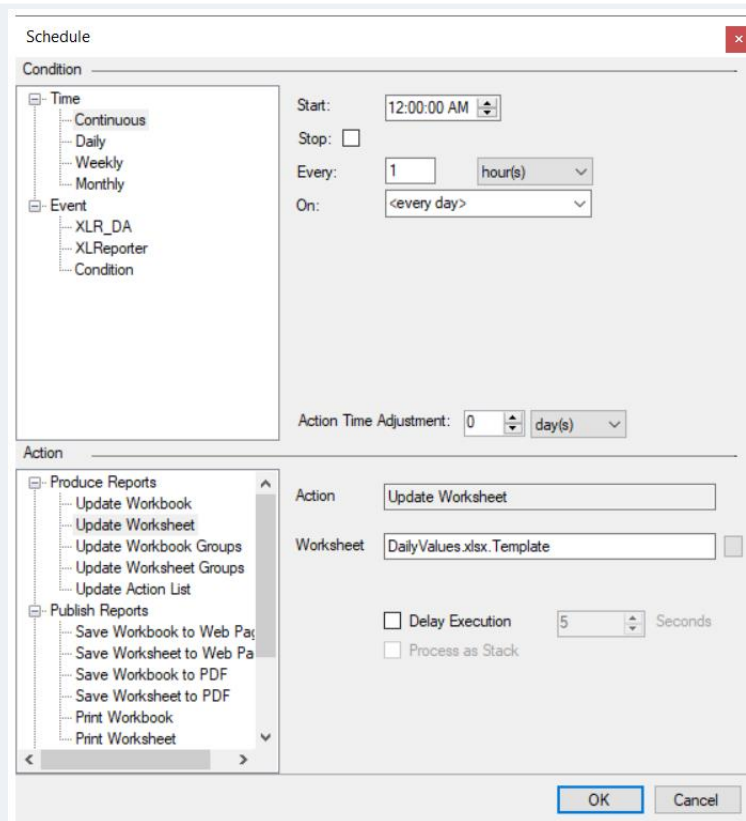 Schedule
×
Condition
Time
Continuous
Daily
Weekly
Monthly
Event
XLR_DA
XLReporter
Condition
Start: 12:00:00 AM
Stop:
Every: 1 hour(s)
On: <every day>
Action Time Adjustment: 0 day(s)
Action
Produce Reports
Update Workbook
Update Worksheet
Update Workbook Groups
Update Worksheet Groups
Update Action List
Publish Reports
Save Workbook to Web Pag
Save Worksheet to Web Pa
Save Workbook to PDF
Save Worksheet to PDF
Print Workbook
Print Worksheet
Action Update Worksheet
Worksheet DailyValues.xlsx.Template
Delay Execution 5 Seconds
Process as Stack
OK Cancel